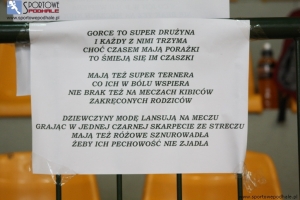 SPORTOWE
PODHALE
www.sportowepodhale.pl
GORCE TO SUPER DRUŻYNA
I KAŻDY Z NIMI TRZYMA
CHOĆ CZASEM MAJĄ PORAŻKI
TO ŚMIEJĄ SIĘ IM CZASZKI
MAJĄ TEŻ SUPER TERNERA
CO ICH W BÓLU WSPIERA
NIE BRAK TEŻ NA MECZACH KIBICÓW
ZAKRĘCONYCH RODZICÓW
DZIEWCZYNY MODĘ LANSUJĄ NA MECZU
GRAJĄC W JEDNEJ CZARNEJ SKARPECIE ZE STRECZU
MAJĄ TEŻ RÓŻOWE SZNUROWADŁA
ŻEBY ICH PECHOWOŚĆ NIE ZJADŁA
www.sportowepodhale.pl